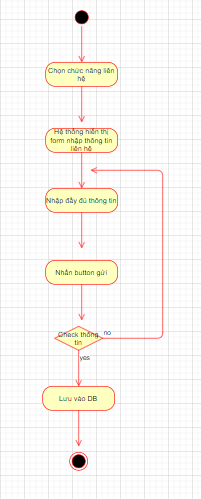 Chọn chức năng liên
hệ
Hệ thống hiển thị
form nhập thông tin
liên hệ
Nhập đầy đủ thông tin
Nhấn button gửi
Check thông
tin
no
yes
Lưu vào DB